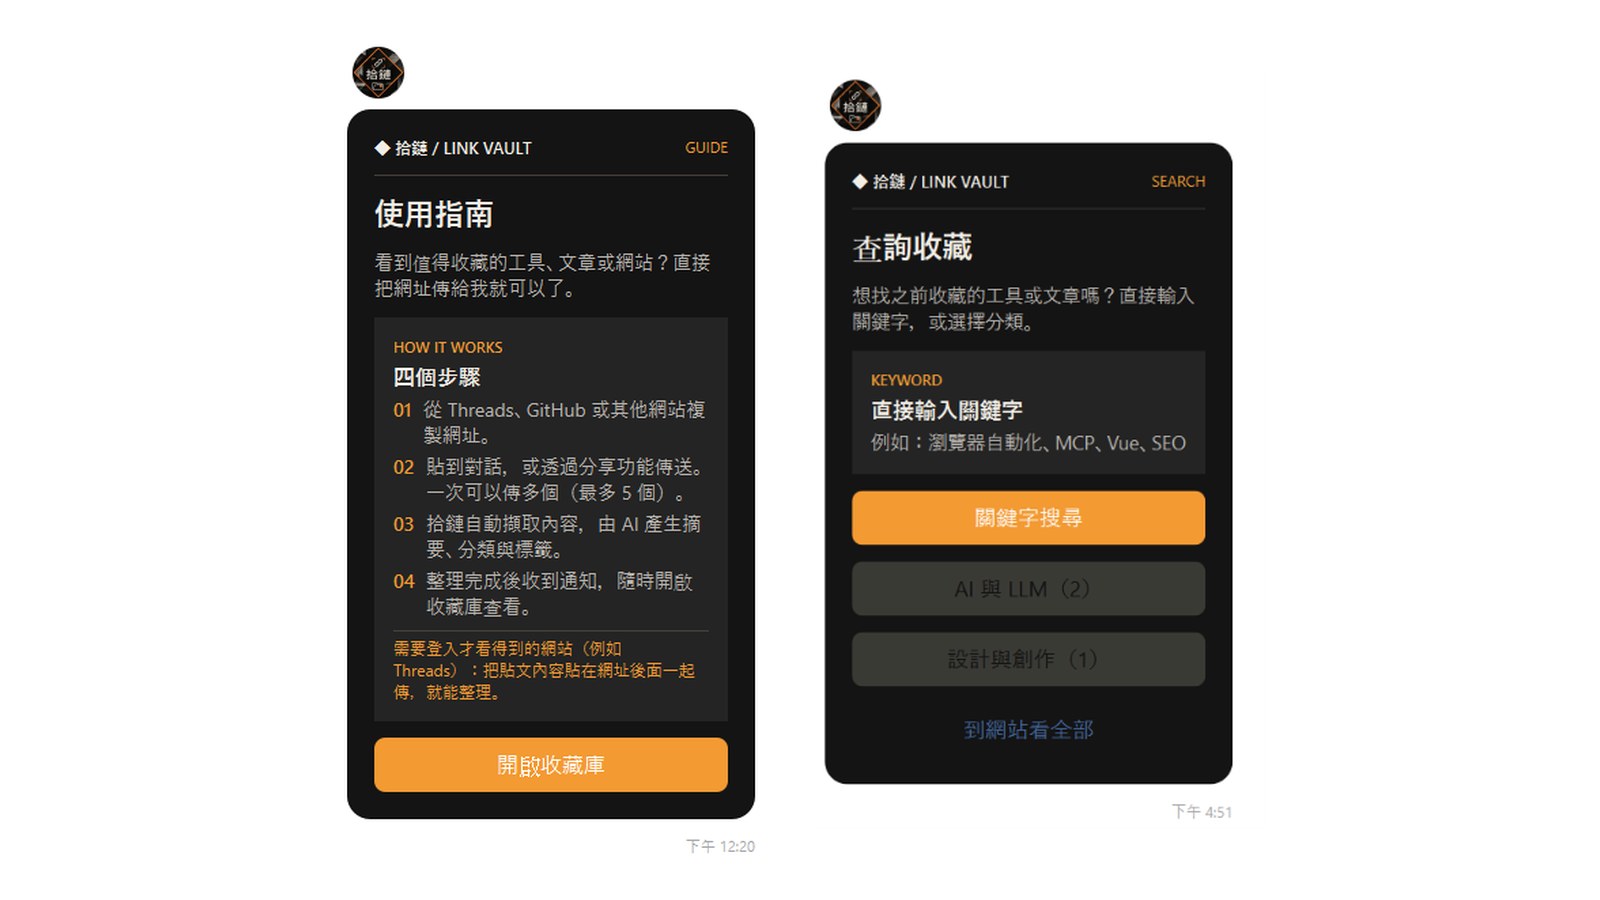 拾鏈
◆ 拾鏈 / LINK VAULT
GUIDE
使用指南
看到值得收藏的工具、文章或網站？直接
把網址傳給我就可以了。
HOW IT WORKS
四個步驟
01 從 Threads、GitHub 或其他網站複
製網址。
02 貼到對話，或透過分享功能傳送。
一次可以傳多個（最多 5 個）。
03 拾鏈自動擷取內容，由 AI 產生摘
要、分類與標籤。
04 整理完成後收到通知，隨時開啟
收藏庫查看。
需要登入才看得到的網站（例如
Threads）：把貼文內容貼在網址後面一起
傳，就能整理。
開啟收藏庫
下午 12:20
拾鏈
◆ 拾鏈 / LINK VAULT
SEARCH
查詢收藏
想找之前收藏的工具或文章嗎？直接輸入
關鍵字，或選擇分類。
KEYWORD
直接輸入關鍵字
例如：瀏覽器自動化、MCP、Vue、SEO
關鍵字搜尋
AI 與 LLM（2）
設計與創作（1）
到網站看全部
下午 4:51